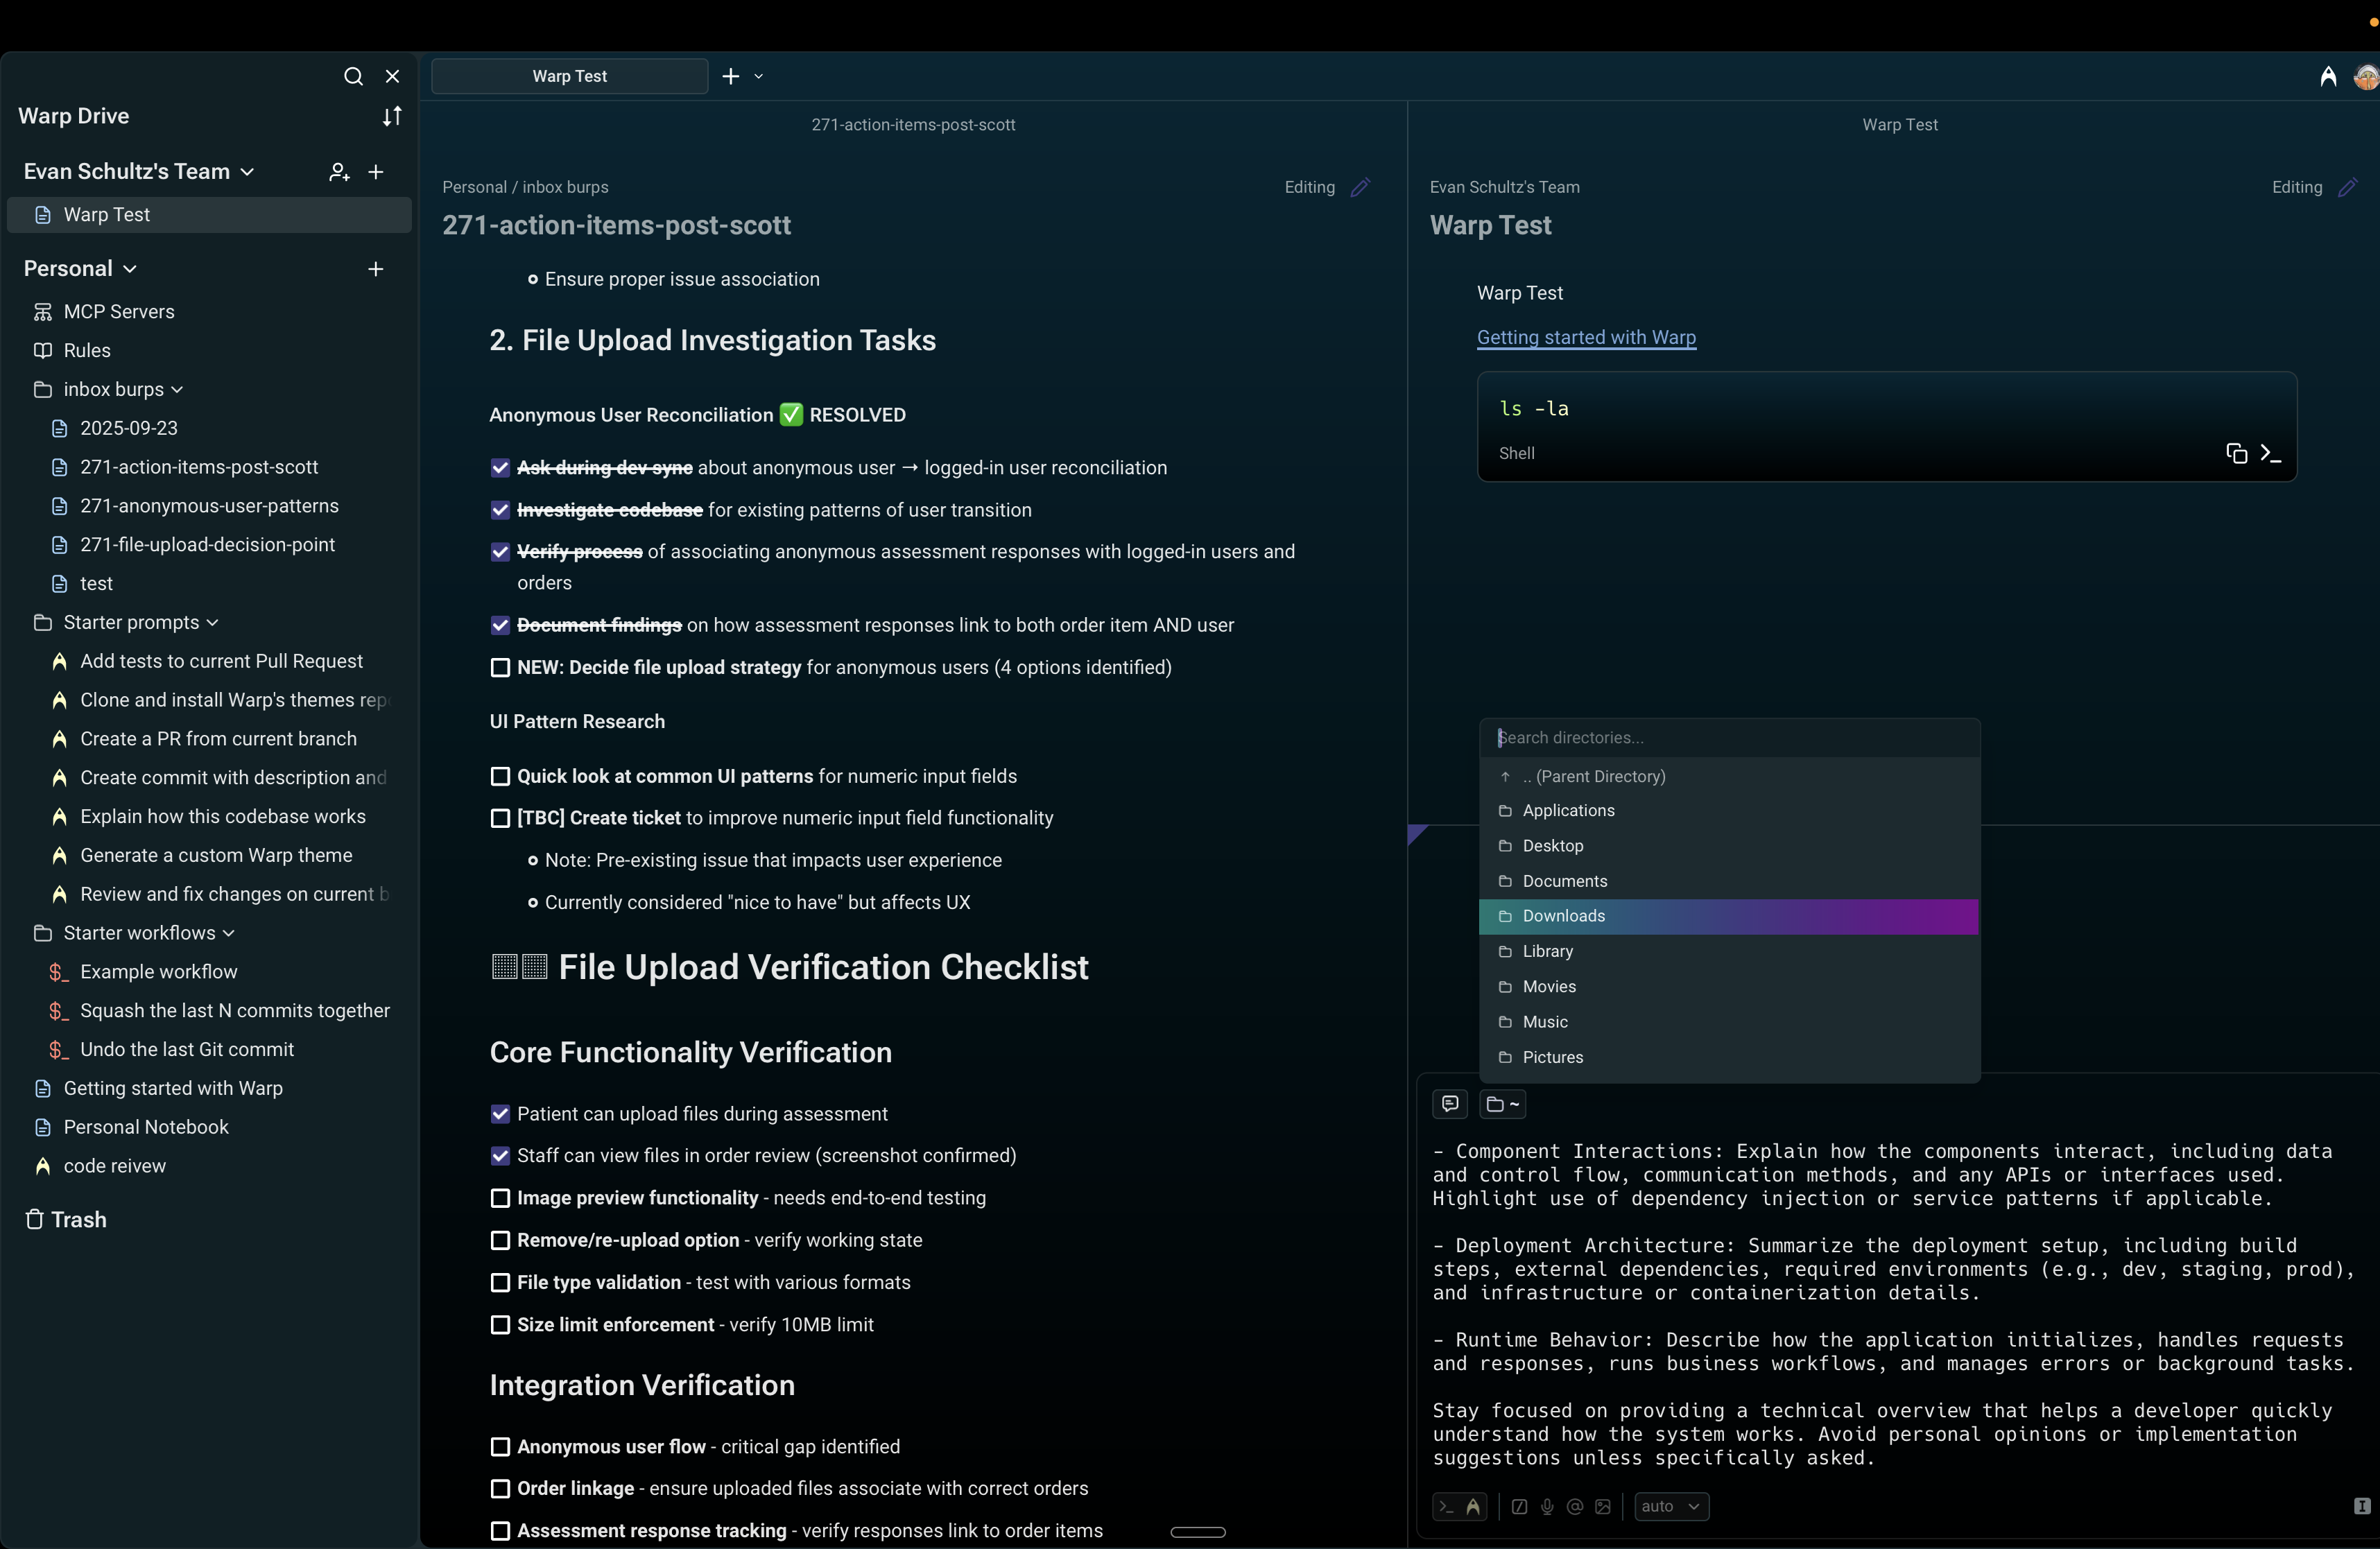 Warp Drive
Evan Schultz's Team
Warp Test
Personal
MCP Servers
Rules
inbox burps
2025-09-23
271-action-items-post-scott
271-anonymous-user-patterns
271-file-upload-decision-point
test
Starter prompts
Add tests to current Pull Request
Clone and install Warp's themes repo
Create a PR from current branch
Create commit with description and
Explain how this codebase works
Generate a custom Warp theme
Review and fix changes on current b
Starter workflows
$_ Example workflow
$_ Squash the last N commits together
$_ Undo the last Git commit
Getting started with Warp
Personal Notebook
code reivew
Trash
Warp Test
271-action-items-post-scott
Personal / inbox burps
Editing
271-action-items-post-scott
Ensure proper issue association
2. File Upload Investigation Tasks
Anonymous User Reconciliation ✅ RESOLVED
Ask during dev sync about anonymous user → logged-in user reconciliation
Investigate codebase for existing patterns of user transition
Verify process of associating anonymous assessment responses with logged-in users and
orders
Document findings on how assessment responses link to both order item AND user
NEW: Decide file upload strategy for anonymous users (4 options identified)
UI Pattern Research
Quick look at common UI patterns for numeric input fields
[TBC] Create ticket to improve numeric input field functionality
Note: Pre-existing issue that impacts user experience
Currently considered "nice to have" but affects UX
File Upload Verification Checklist
Core Functionality Verification
Patient can upload files during assessment
Staff can view files in order review (screenshot confirmed)
Image preview functionality - needs end-to-end testing
Remove/re-upload option - verify working state
File type validation - test with various formats
Size limit enforcement - verify 10MB limit
Integration Verification
Anonymous user flow - critical gap identified
Order linkage - ensure uploaded files associate with correct orders
Assessment response tracking - verify responses link to order items
Warp Test
Evan Schultz's Team
Editing
Warp Test
Warp Test
Getting started with Warp
ls -la
Shell
Search directories...
.. (Parent Directory)
Applications
Desktop
Documents
Downloads
Library
Movies
Music
Pictures
~
- Component Interactions: Explain how the components interact, including data
and control flow, communication methods, and any APIs or interfaces used.
Highlight use of dependency injection or service patterns if applicable.
- Deployment Architecture: Summarize the deployment setup, including build
steps, external dependencies, required environments (e.g., dev, staging, prod),
and infrastructure or containerization details.
- Runtime Behavior: Describe how the application initializes, handles requests
and responses, runs business workflows, and manages errors or background tasks.
Stay focused on providing a technical overview that helps a developer quickly
understand how the system works. Avoid personal opinions or implementation
suggestions unless specifically asked.
auto